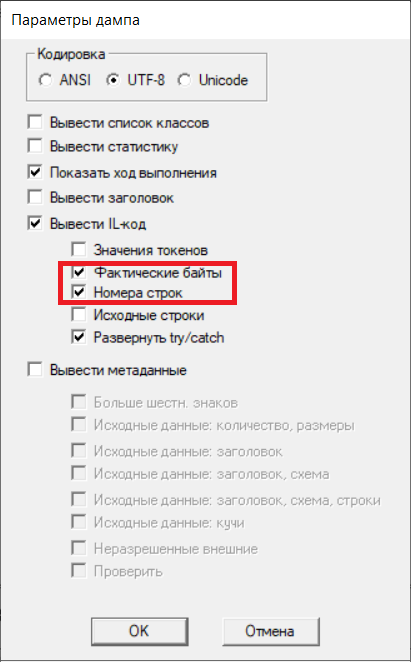 Параметры дампа
Кодировка
ANSI UTF-8 Unicode
Вывести список классов
Вывести статистику
Показать ход выполнения
Вывести заголовок
Вывести IL-код
Значения токенов
Фактические байты
Номера строк
Исходные строки
Развернуть try/catch
Вывести метаданные
Больше шестн. знаков
Исходные данные: количество, размеры
Исходные данные: заголовок
Исходные данные: заголовок, схема
Исходные данные: заголовок, схема, строки
Исходные данные: кучи
Неразрешенные внешние
Проверить
OK Отмена